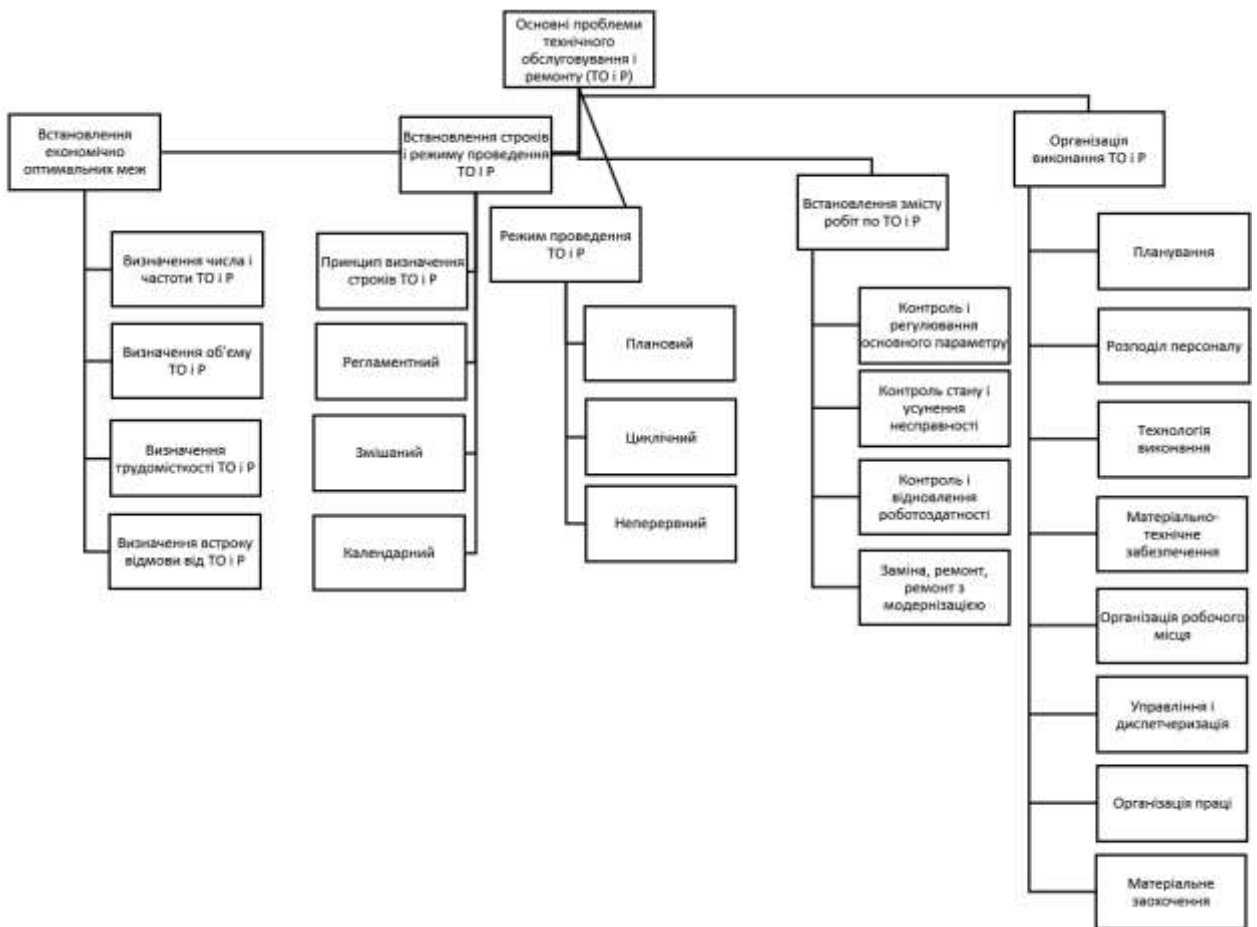 Основні проблеми
технічного
обслуговування і
ремонту (ТО і Р)
Встановлення
економічно
оптимальних меж
Визначення числа і
частоти ТО і Р
Визначення об'єму
ТО і Р
Визначення
трудомісткості ТО і Р
Визначення встроку
відмови від ТО і Р
Встановлення строків
і режиму проведення
ТО І Р
Принцип визначення
строків ТО і Р
Регламентний
Змішаний
Календарний
Режим проведення
ТО і Р
Плановий
Циклічний
Неперервний
Встановлення змісту
робіт по ТО і Р
Контроль і
регулювання
основного параметру
Контроль стану і
усунення
несправності
Контроль і
відновлення
роботоздатності
Заміна, ремонт,
ремонт з
модернізацією
Організація
виконання ТО і Р
Планування
Розподіл персоналу
Технологія
виконання
Матеріально-
технічне
забезпечення
Організація робочого
місця
Управління і
диспетчеризація
Організація праці
Матеріальне
заохочення